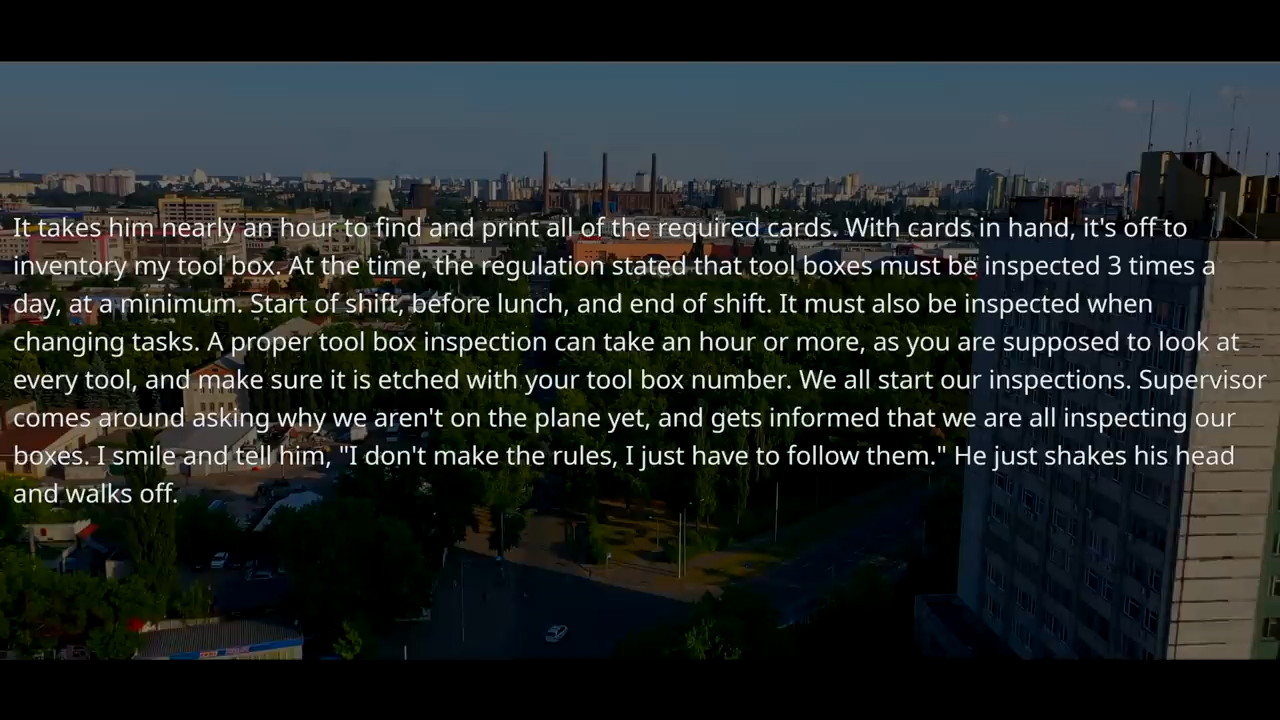 It takes him nearly an hour to find and print all of the required cards. With cards in hand, it's off to
inventory my tool box. At the time, the regulation stated that tool boxes must be inspected 3 times a
day, at a minimum. Start of shift, before lunch, and end of shift. It must also be inspected when
changing tasks. A proper tool box inspection can take an hour or more, as you are supposed to look at
every tool, and make sure it is etched with your tool box number. We all start our inspections. Supervisor
comes around asking why we aren't on the plane yet, and gets informed that we are all inspecting our
boxes. I smile and tell him, "I don't make the rules, I just have to follow them." He just shakes his head
and walks off.